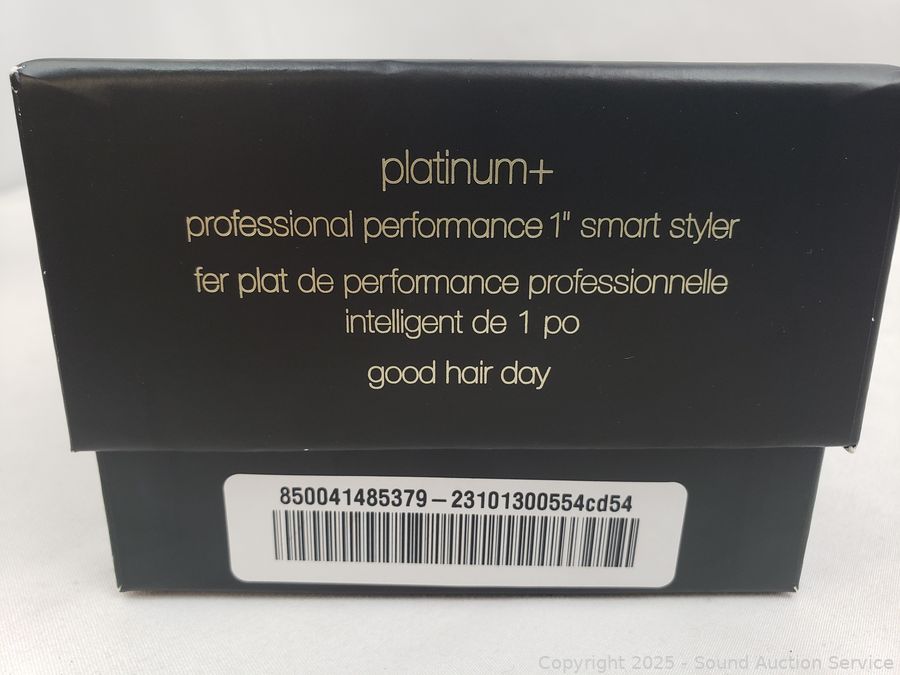 platinum+
professional performance 1" smart styler
fer plat de performance professionnelle
intelligent de 1 po
good hair day
850041485379-23101300554cd54
Copyright 2025 - Sound Auction Service